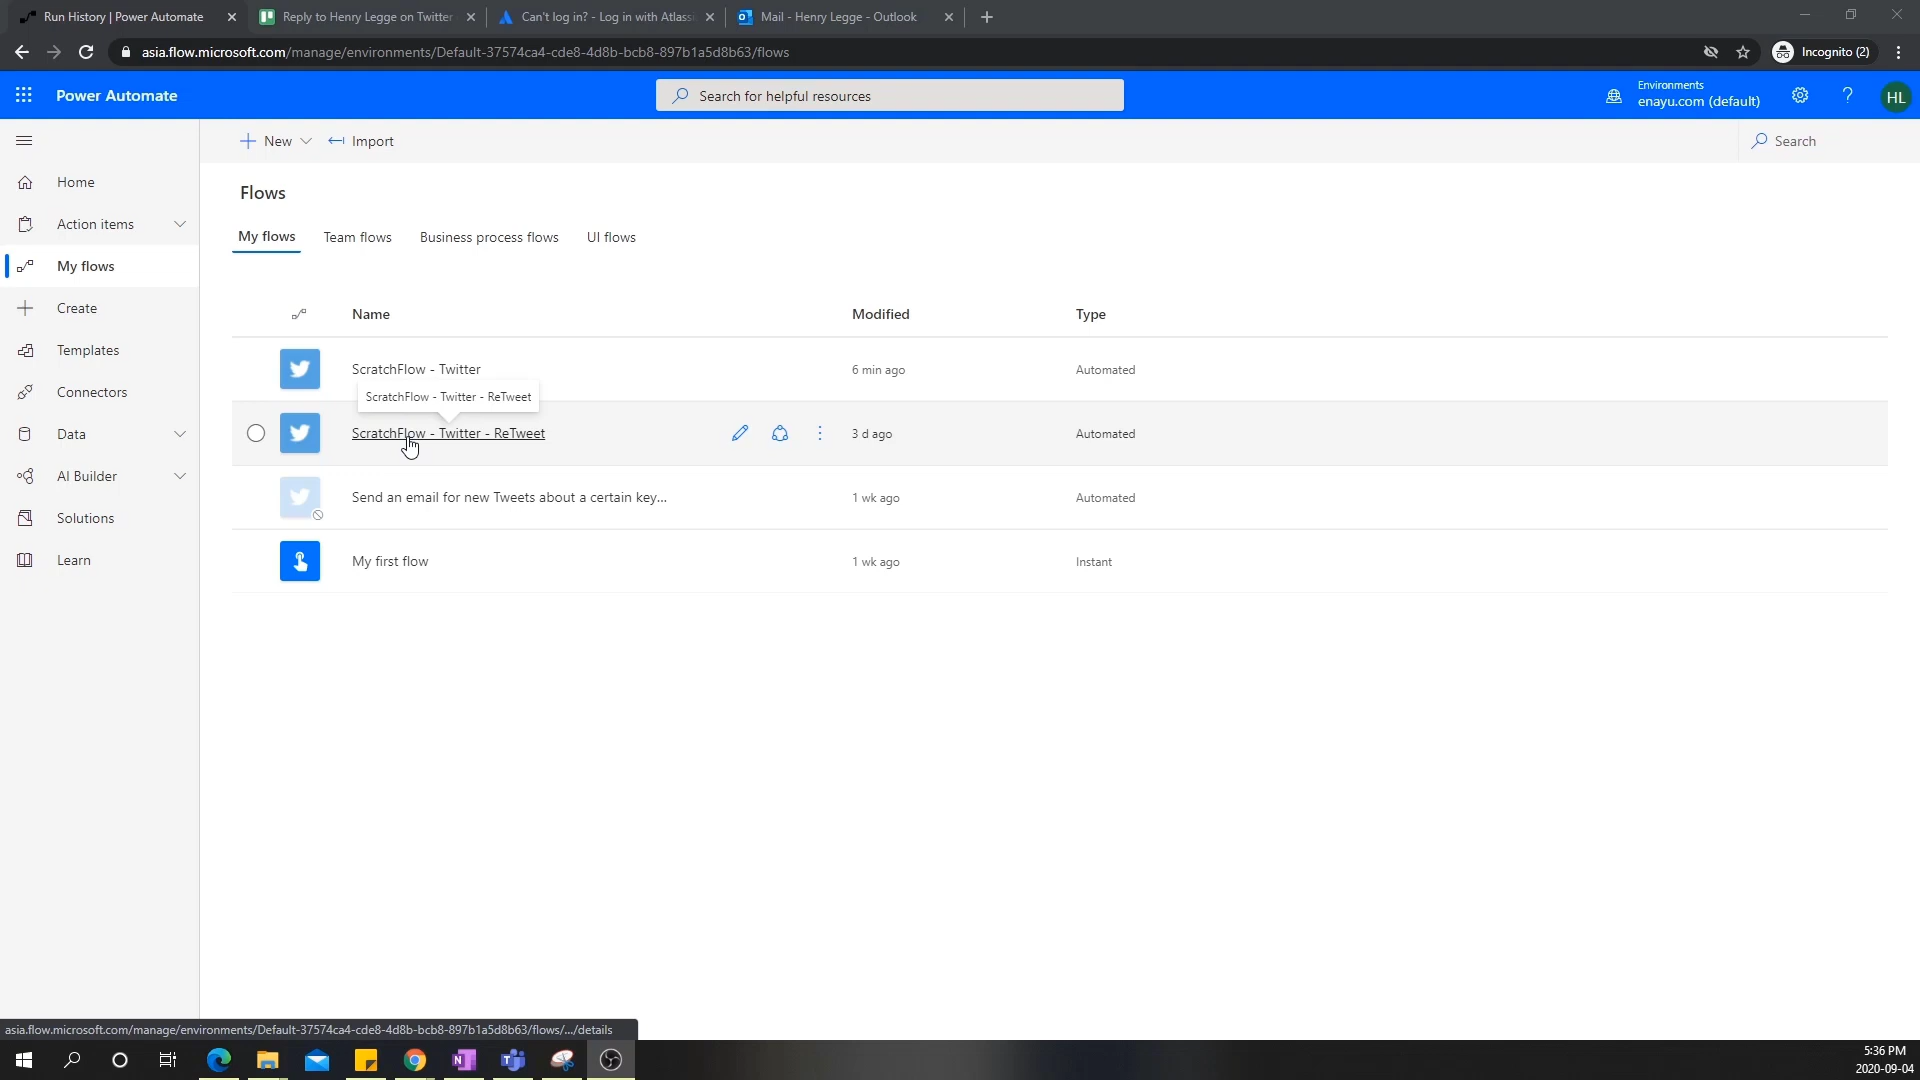 Run History | Power Automate
Reply to Henry Legge on Twitter
Can't log in? - Log in with Atlassi
Mail - Henry Legge - Outlook
asia.flow.microsoft.com/manage/environments/Default-37574ca4-cde8-4d8b-bcb8-897b1a5d8b63/flows
Incognito (2)
Power Automate
Search for helpful resources
Environments
enayu.com (default)
?
HL
New
Import
Search
Home
Action items
My flows
Create
Templates
Connectors
Data
AI Builder
Solutions
Learn
Flows
My flows
Team flows
Business process flows
UI flows
Name
Modified
Type
ScratchFlow - Twitter
6 min ago
Automated
ScratchFlow - Twitter - ReTweet
ScratchFlow - Twitter - ReTweet
3 d ago
Automated
Send an email for new Tweets about a certain key...
1 wk ago
Automated
My first flow
1 wk ago
Instant
asia.flow.microsoft.com/manage/environments/Default-37574ca4-cde8-4d8b-bcb8-897b1a5d8b63/flows/.../details
5:36 PM
2020-09-04